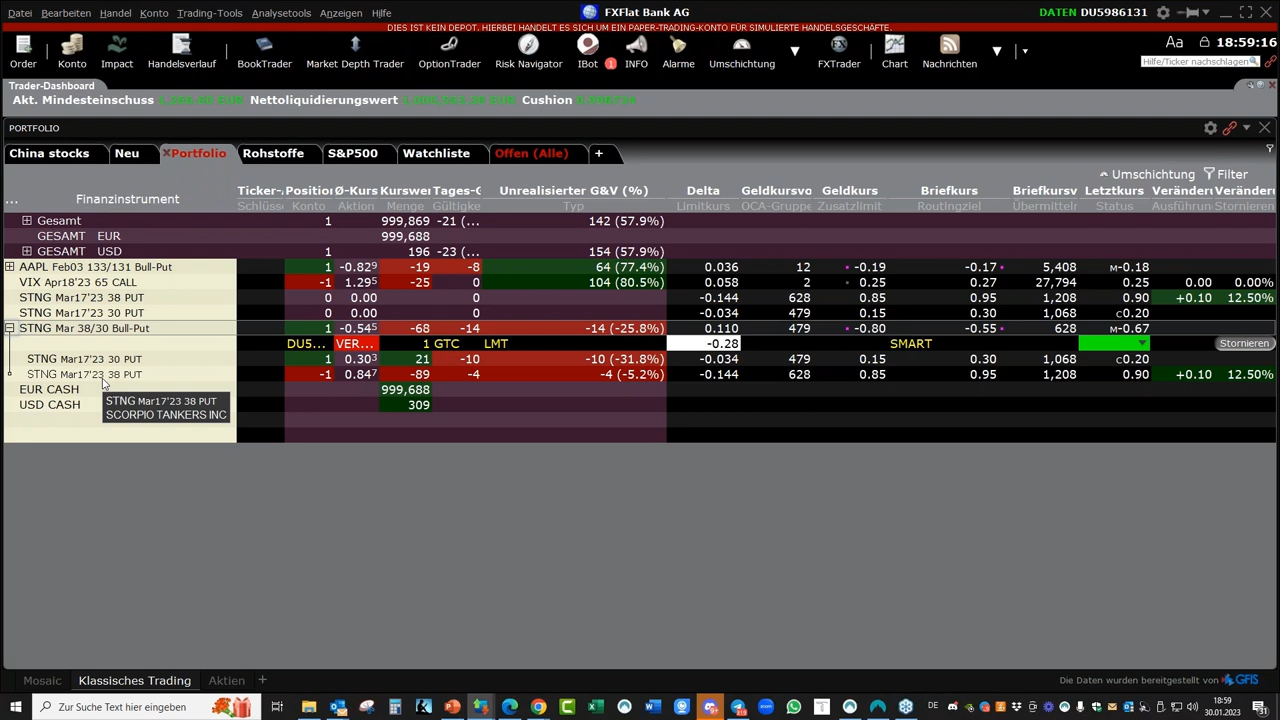 Datei Bearbeiten Handel Konto Trading-Tools Analysetools Anzeigen Hilfe FXFlat Bank AG DATEN DU5986131
DIES IST KEIN DEPOT. HIERBEI HANDELT ES SICH UM EIN PAPER-TRADING-KONTO FÜR SIMULIERTE HANDELSGESCHÄFTE.
Aa 18:59:16
Order Konto Impact Handelsverlauf BookTrader Market Depth Trader OptionTrader Risk Navigator IBot 1 INFO Alarme Umschichtung FXTrader Chart Nachrichten
Hilfe/Ticker nachschlagen
Trader-Dashboard
Akt. Mindesteinschuss Nettoliquidierungswert Cushion
PORTFOLIO
China stocks Neu Portfolio Rohstoffe S&P500 Watchliste Offen (Alle) +
Umschichtung Filter
... Finanzinstrument Ticker- Position Ø-Kurs Kurswer Tages-G Unrealisierter G&V (%) Delta Geldkursvo Geldkurs Briefkurs Briefkursv Letztkurs Veränder Veränderu
Schlüss Konto Aktion Menge Gültigke Typ Limitkurs OCA-Gruppe Zusatzlimit Routingziel Übermittel Status Ausführun Stornieren
Gesamt 1 999,869 -21 (... 142 (57.9%)
GESAMT EUR 999,688
GESAMT USD 1 196 -23 (... 154 (57.9%)
AAPL Feb03 133/131 Bull-Put 1 -0.829 -19 -8 64 (77.4%) 0.036 12 -0.19 -0.17 5,408 M-0.18
VIX Apr18'23 65 CALL -1 1.295 -25 0 104 (80.5%) 0.058 2 0.25 0.27 27,794 0.25 0.00 0.00%
STNG Mar17'23 38 PUT 0 0.00 0 -0.144 628 0.85 0.95 1,208 0.90 +0.10 12.50%
STNG Mar17'23 30 PUT 0 0.00 0 -0.034 479 0.15 0.30 1,068 C0.20
STNG Mar 38/30 Bull-Put 1 -0.545 -68 -14 -14 (-25.8%) 0.110 479 -0.80 -0.55 628 M-0.67
DU5... VER... 1 GTC LMT -0.28 SMART Stornieren
STNG Mar17'23 30 PUT 1 0.303 21 -10 -10 (-31.8%) -0.034 479 0.15 0.30 1,068 C0.20
STNG Mar17'23 38 PUT -1 0.847 -89 -4 -4 (-5.2%) -0.144 628 0.85 0.95 1,208 0.90 +0.10 12.50%
EUR CASH 999,688
USD CASH 309
STNG Mar17'23 38 PUT
SCORPIO TANKERS INC
Mosaic Klassisches Trading Aktien + Die Daten wurden bereitgestellt von GFIS
Zur Suche Text hier eingeben DE 18:59
30.01.2023